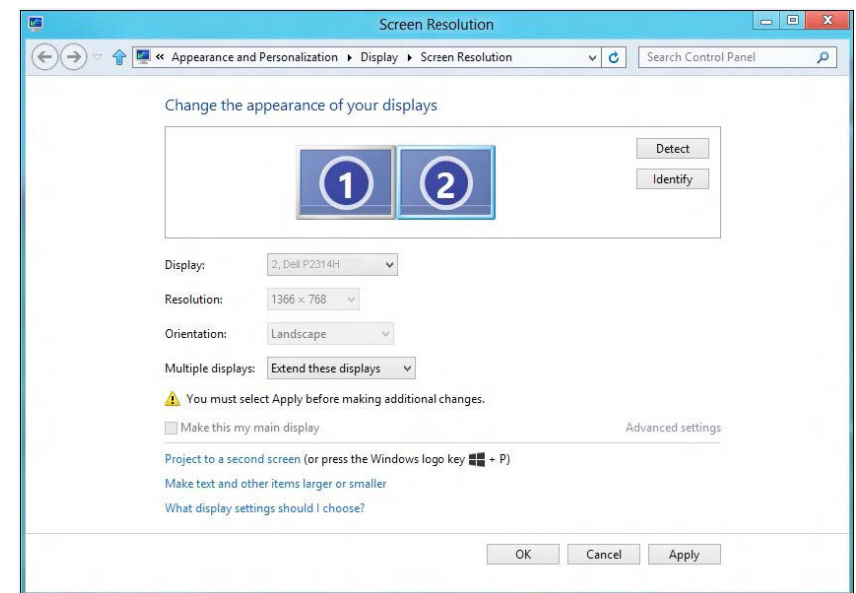 Screen Resolution
« Appearance and Personalization ▸ Display ▸ Screen Resolution
Search Control Panel
Change the appearance of your displays
1 2
Detect
Identify
Display: 2, Dell P2314H
Resolution: 1366 × 768
Orientation: Landscape
Multiple displays: Extend these displays
You must select Apply before making additional changes.
Make this my main display Advanced settings
Project to a second screen (or press the Windows logo key + P)
Make text and other items larger or smaller
What display settings should I choose?
OK Cancel Apply